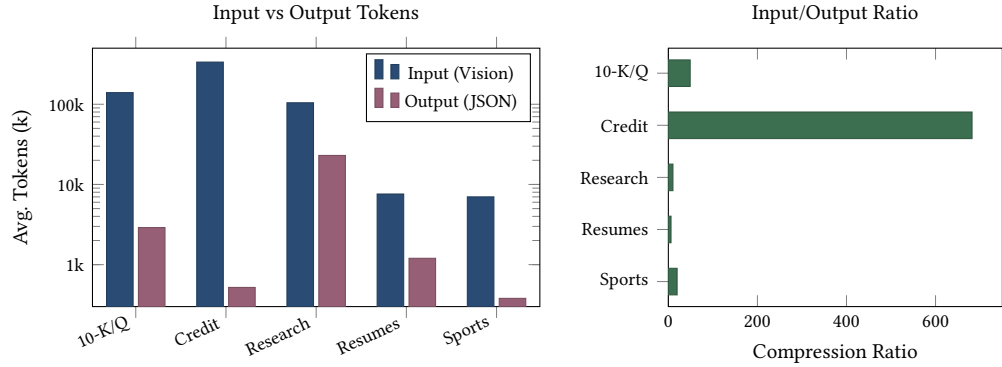 Input vs Output Tokens
Avg. Tokens (k)
100k
10k
1k
Input (Vision)
Output (JSON)
10-K/Q
Credit
Research
Resumes
Sports
Input/Output Ratio
10-K/Q
Credit
Research
Resumes
Sports
0
200
400
600
Compression Ratio